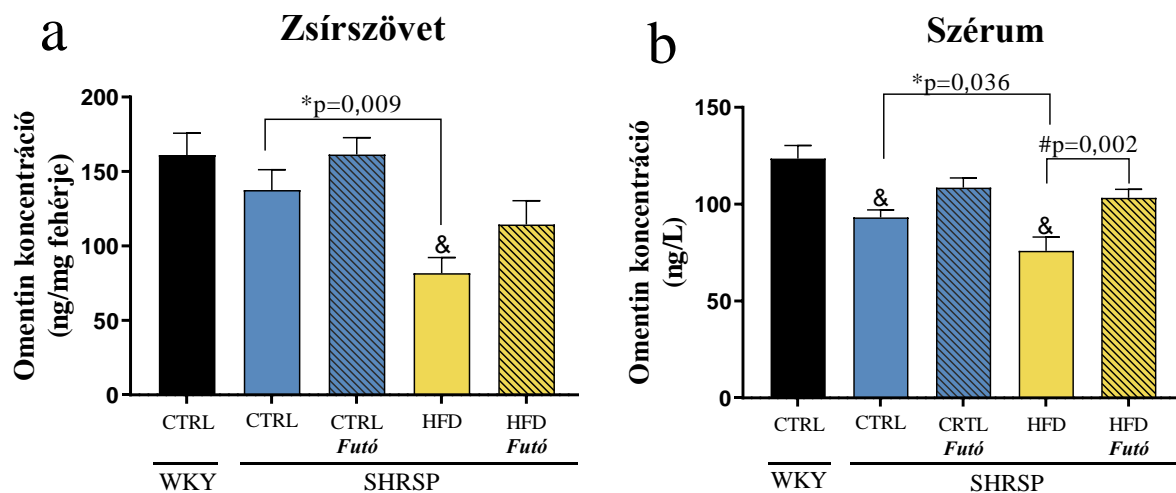 a
Zsírszövet
Omentin koncentráció
(ng/mg fehérje)
200
150
100
50
0
*p=0,009
&
CTRL
CTRL
CTRL
Futó
HFD
HFD
Futó
WKY
SHRSP
b
Szérum
Omentin koncentráció
(ng/L)
150
100
50
0
*p=0,036
#p=0,002
&
&
CTRL
CTRL
CRTL
Futó
HFD
HFD
Futó
WKY
SHRSP